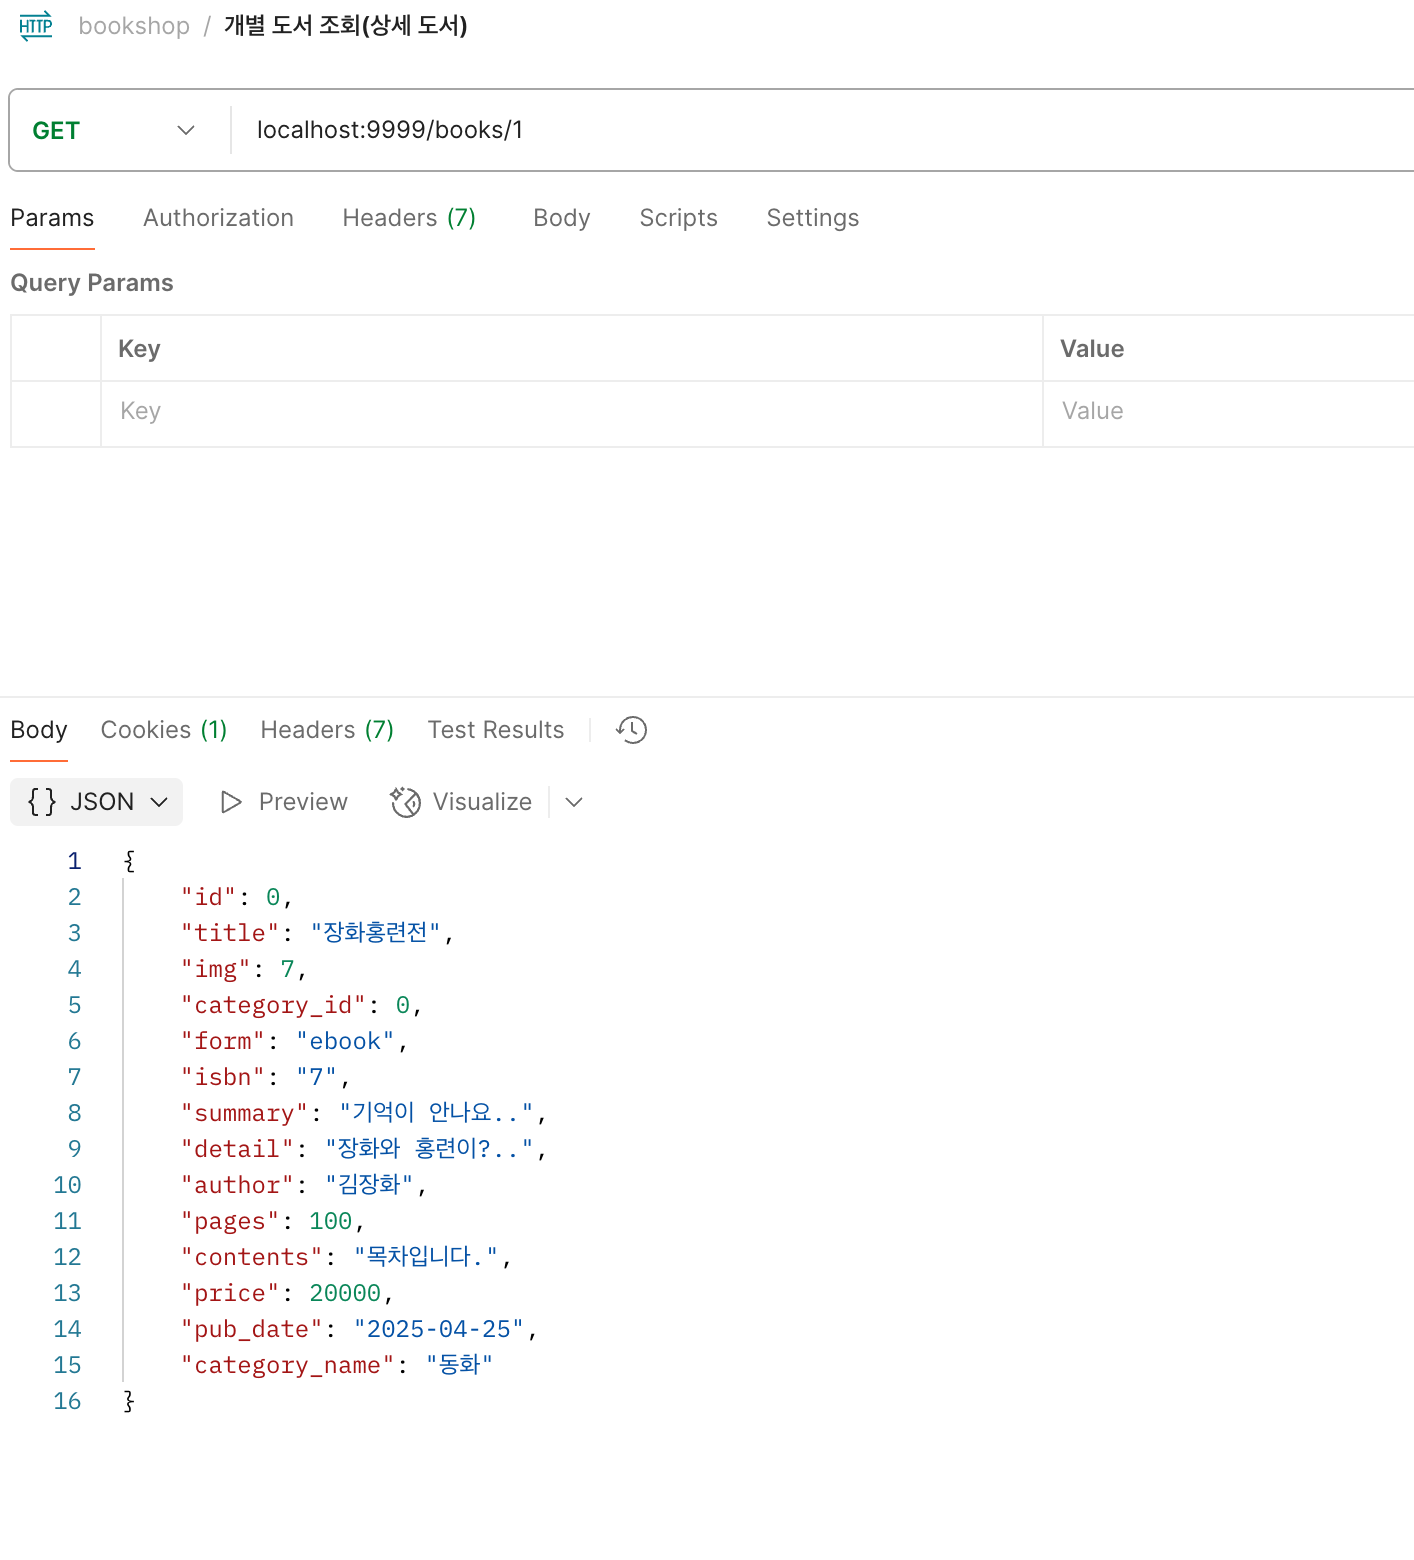 HTTP bookshop / 개별 도서 조회(상세 도서)
GET localhost:9999/books/1
Params Authorization Headers (7) Body Scripts Settings
Query Params
Key Value
Key Value
Body Cookies (1) Headers (7) Test Results
{} JSON Preview Visualize
1 {
2 "id": 0,
3 "title": "장화홍련전",
4 "img": 7,
5 "category_id": 0,
6 "form": "ebook",
7 "isbn": "7",
8 "summary": "기억이 안나요..",
9 "detail": "장화와 홍련이?..",
10 "author": "김장화",
11 "pages": 100,
12 "contents": "목차입니다.",
13 "price": 20000,
14 "pub_date": "2025-04-25",
15 "category_name": "동화"
16 }